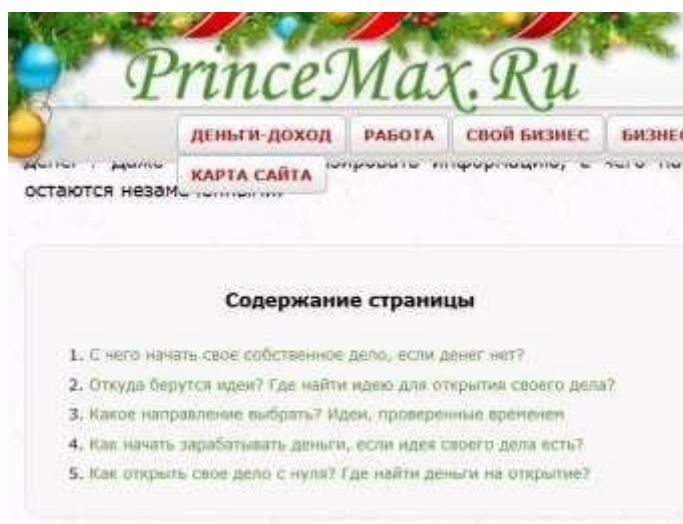 PrinceMax.Ru
ДЕНЬГИ-ДОХОД РАБОТА СВОЙ БИЗНЕС БИЗНЕС
КАРТА САЙТА
информацию, с чего
остаются
Содержание страницы
1. С чего начать свое собственное дело, если денег нет?
2. Откуда берутся идеи? Где найти идею для открытия своего дела?
3. Какое направление выбрать? Идеи, проверенные временем
4. Как начать зарабатывать деньги, если идея своего дела есть?
5. Как открыть свое дело с нуля? Где найти деньги на открытие?